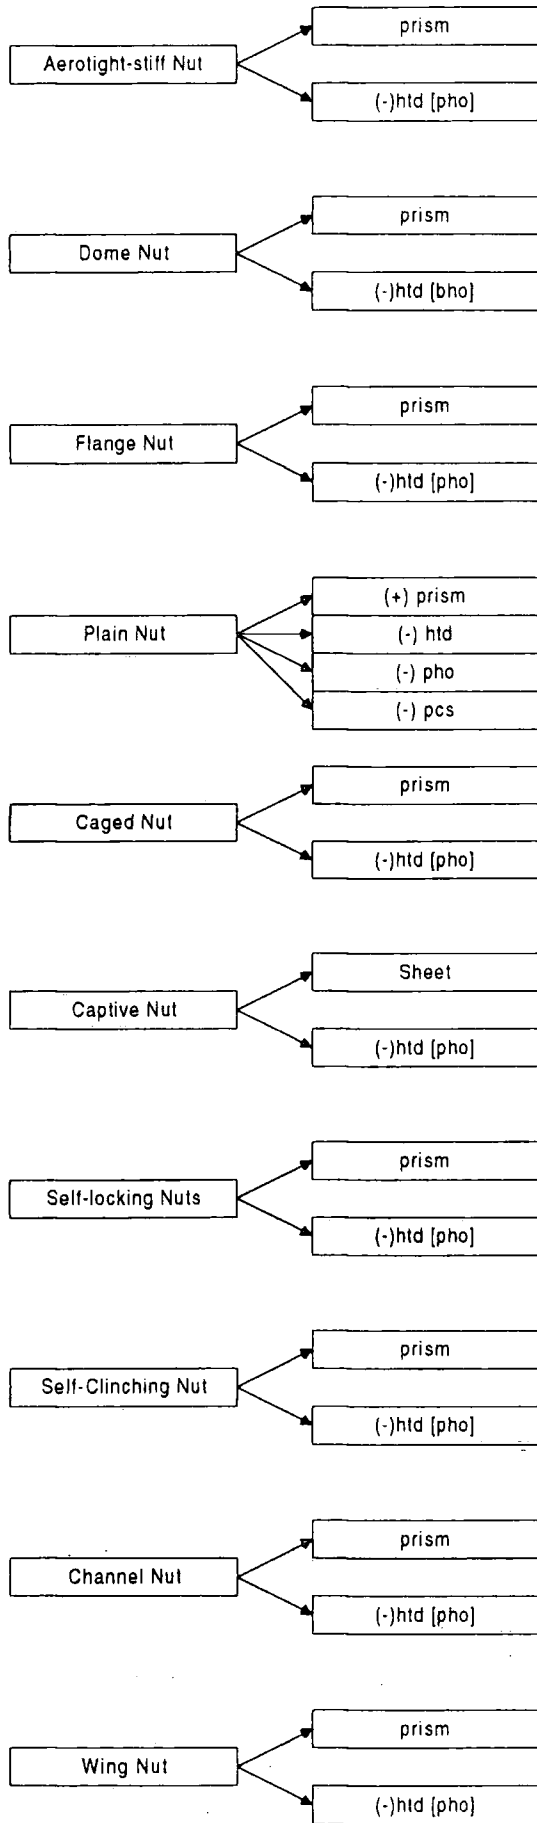 prism
Aerotight-stiff Nut
(-)htd [pho]
prism
Dome Nut
(-)htd [bho]
prism
Flange Nut
(-)htd [pho]
(+) prism
Plain Nut
(-) htd
(-) pho
(-) pcs
prism
Caged Nut
(-)htd [pho]
Sheet
Captive Nut
(-)htd [pho]
prism
Self-locking Nuts
(-)htd [pho]
prism
Self-Clinching Nut
(-)htd [pho]
prism
Channel Nut
(-)htd [pho]
prism
Wing Nut
(-)htd [pho]